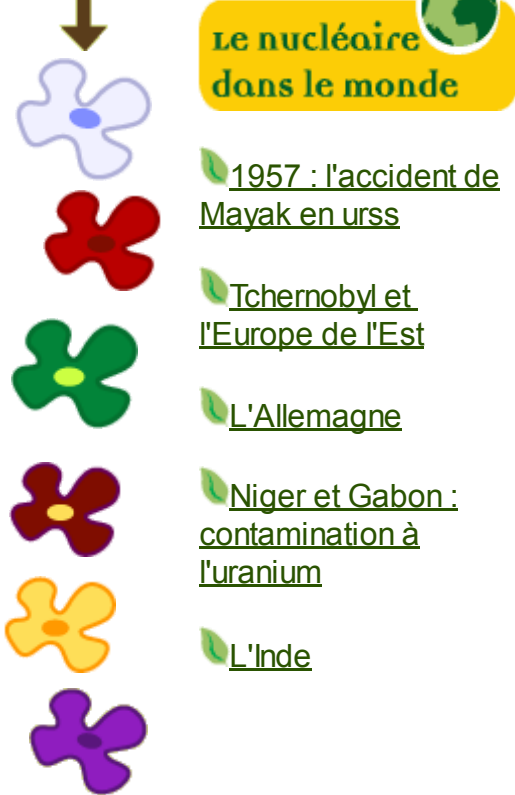 Le nucléaire
dans le monde
1957 : l'accident de
Mayak en urss
Tchernobyl et
l'Europe de l'Est
L'Allemagne
Niger et Gabon :
contamination à
l'uranium
L'Inde